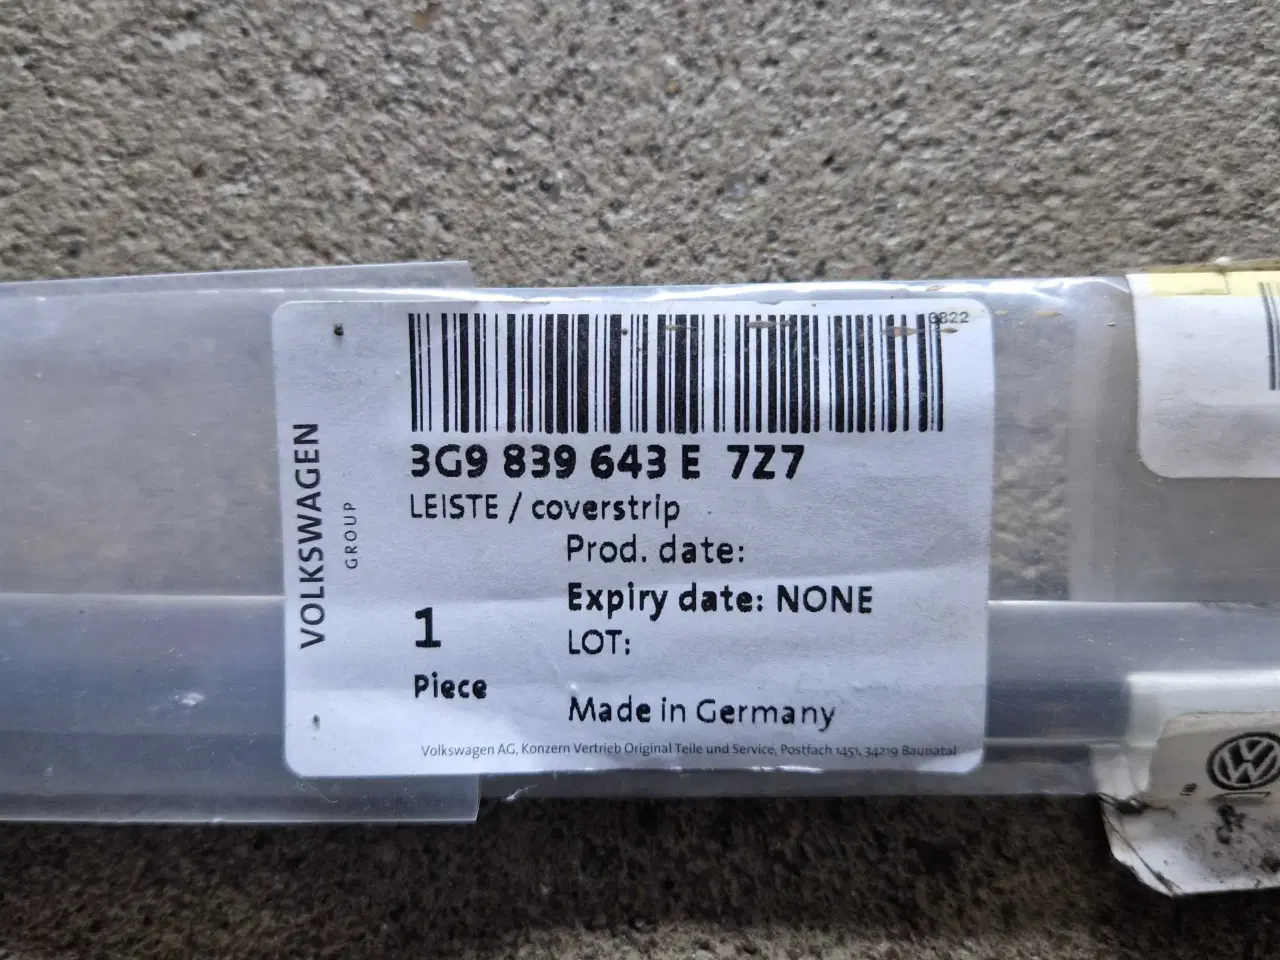 0822
3G9 839 643 E 7Z7
LEISTE / coverstrip
Prod. date:
Expiry date: NONE
LOT:
1
Piece
Made in Germany
Volkswagen AG, Konzern Vertrieb Original Teile und Service, Postfach 1451, 34219 Baunatal
VOLKSWAGEN
GROUP
VW